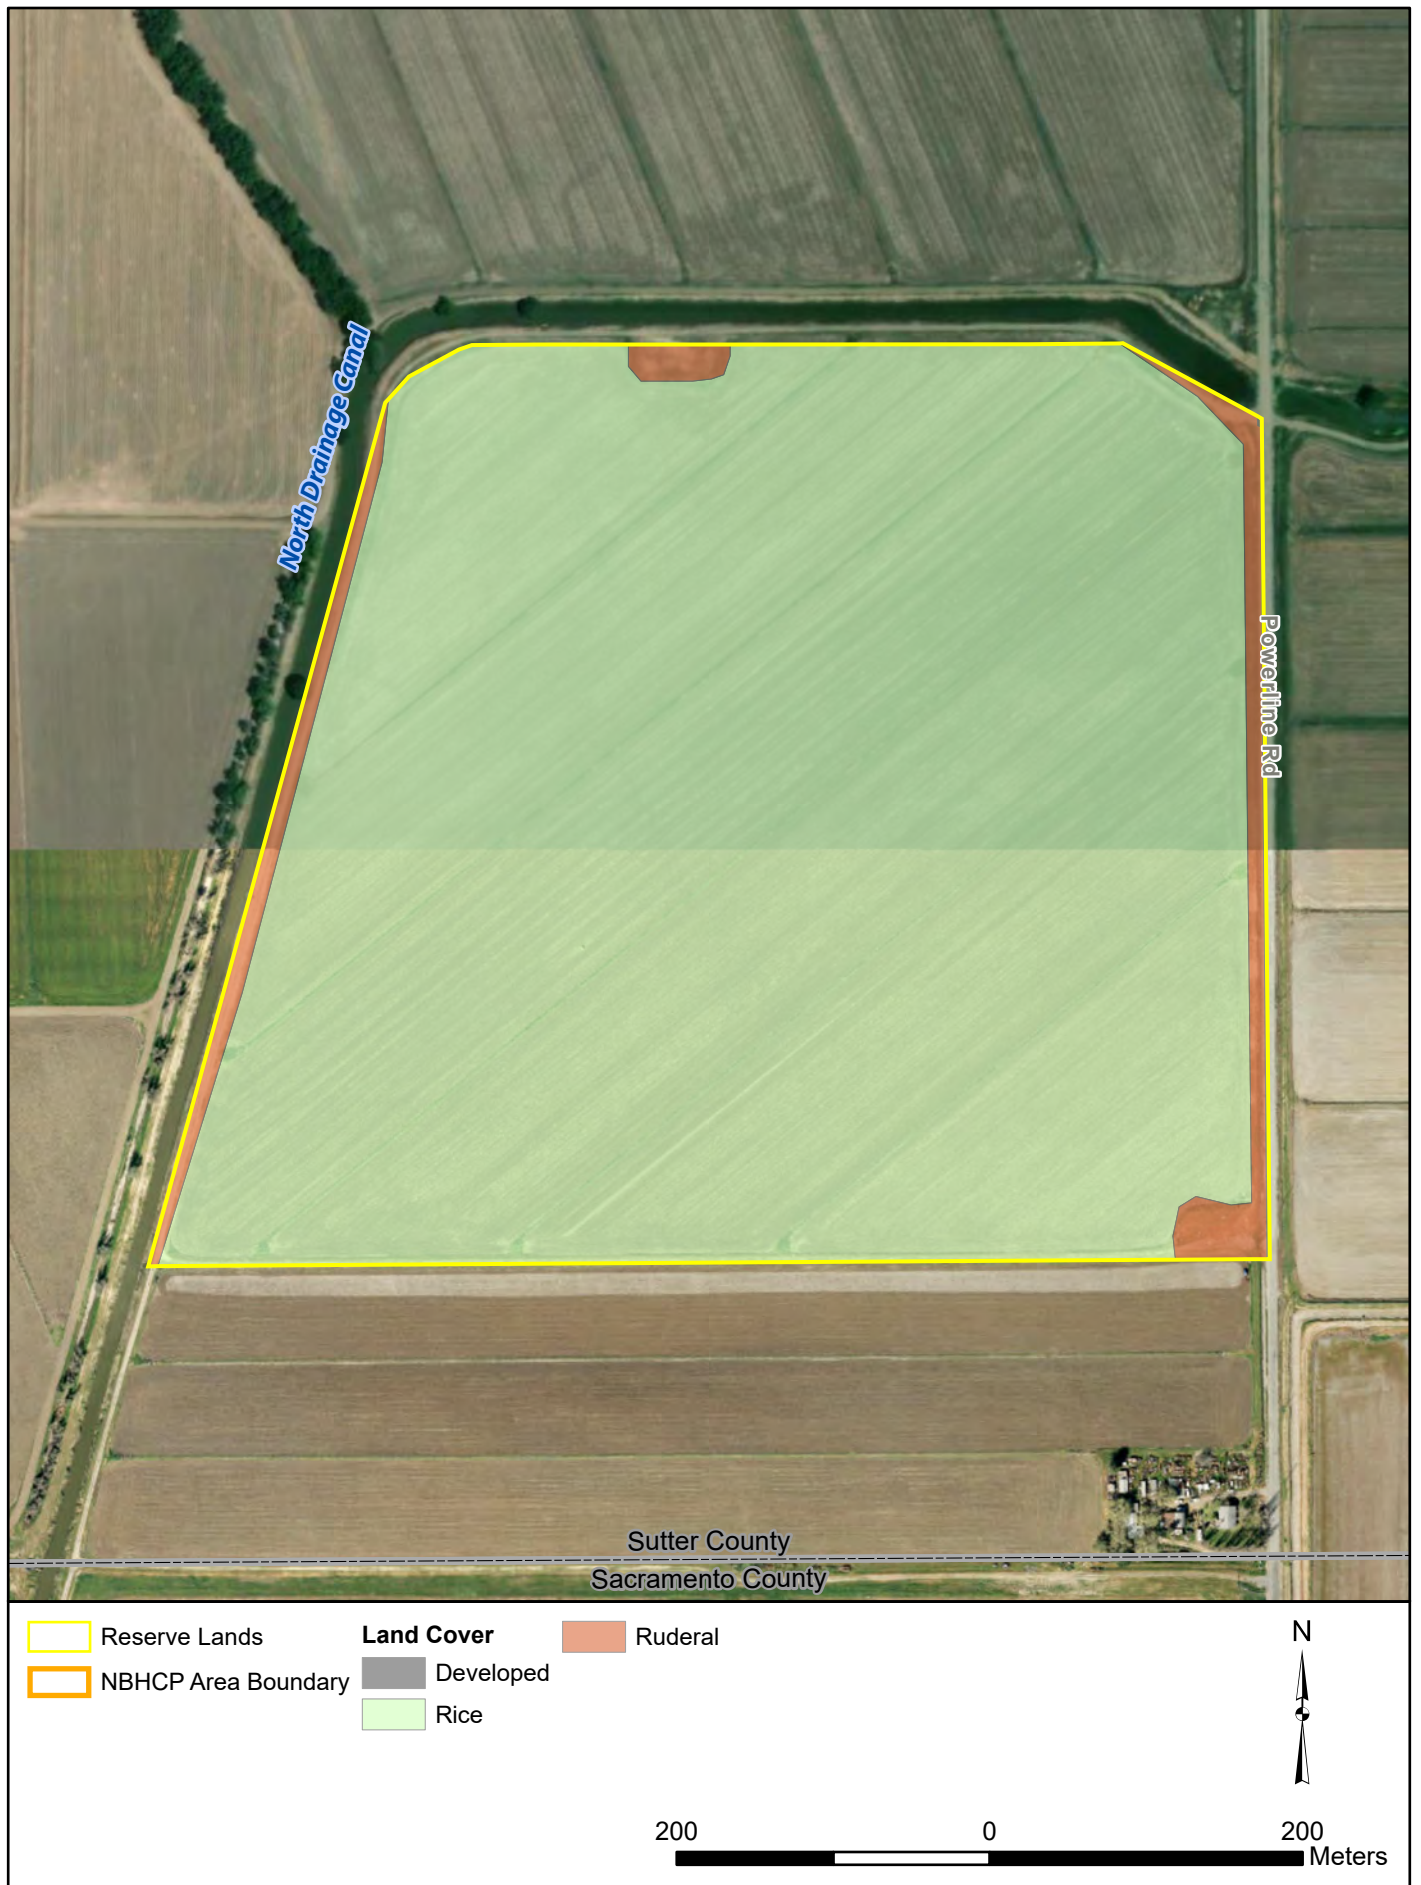 North Drainage Canal
Powerline Rd
Sutter County
Sacramento County
Reserve Lands
NBHCP Area Boundary
Land Cover
Developed
Rice
Ruderal
N
200 0 200
Meters